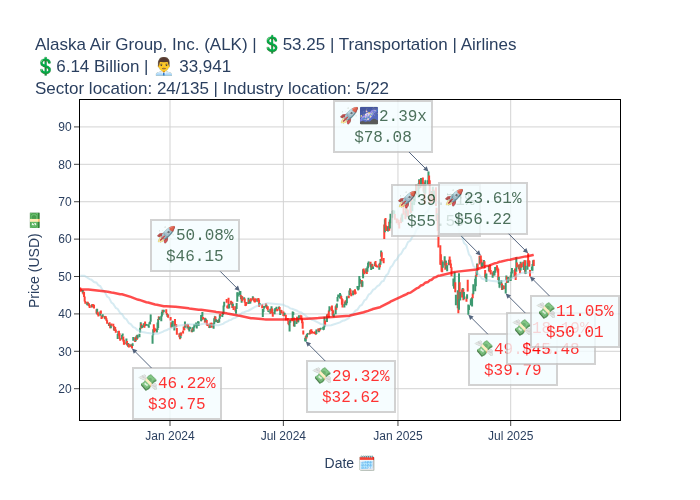 Alaska Air Group, Inc. (ALK) | 💲53.25 | Transportation | Airlines
💲6.14 Billion | 👨‍💼 33,941
Sector location: 24/135 | Industry location: 5/22
🚀🌌2.39x
$78.08
🚀39
$55.5
🚀23.61%
$56.22
🚀50.08%
$46.15
💸11.05%
$50.01
💸
$45.48
💸49.
$39.79
💸46.22%
$30.75
💸29.32%
$32.62
90
80
70
60
50
40
30
20
Price (USD) 💵
Jan 2024
Jul 2024
Jan 2025
Jul 2025
Date 🗓️